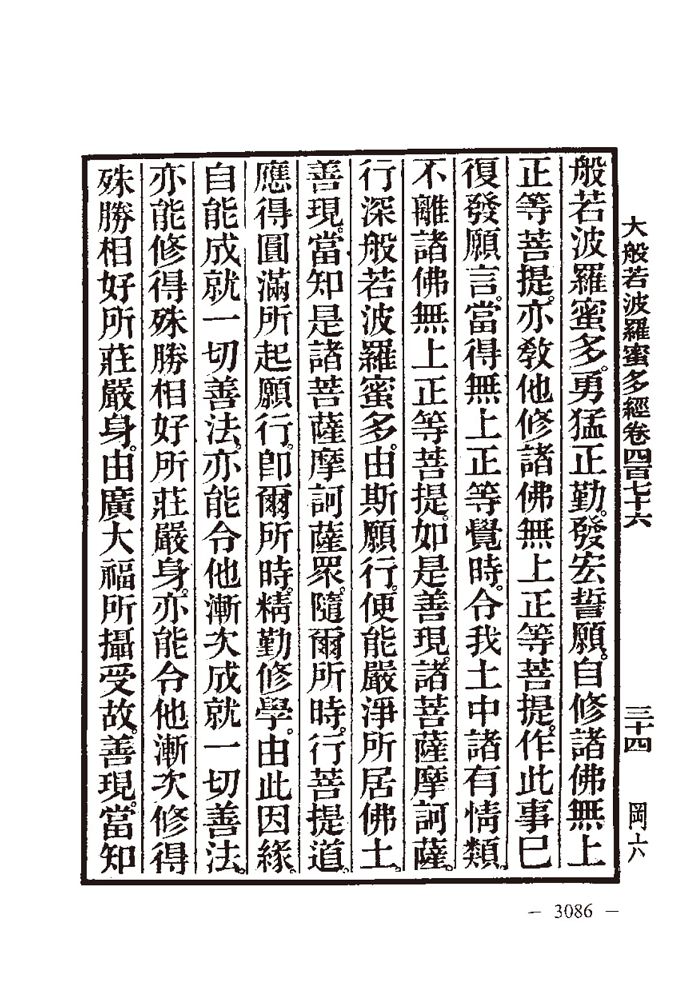 大般若波羅蜜多經卷四百七十六
三十四
岡六
般若波羅蜜多。勇猛正勤。發宏誓願。自修諸佛無上
正等菩提。亦教他修諸佛無上正等菩提。作此事已
復發願言。當得無上正等覺時。令我土中諸有情類。
不離諸佛無上正等菩提。如是善現。諸菩薩摩訶薩。
行深般若波羅蜜多。由斯願行。便能嚴淨所居佛土。
善現。當知是諸菩薩摩訶薩眾。隨爾所時。行菩提道。
應得圓滿所起願行。即爾所時。精勤修學。由此因緣。
自能成就一切善法。亦能令他漸次成就一切善法。
亦能修得殊勝相好所莊嚴身。亦能令他漸次修得
殊勝相好所莊嚴身。由廣大福所攝受故。善現。當知
— 3086 —